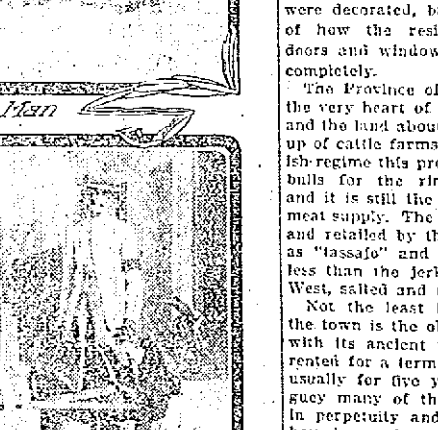 Man
were decorated, b
of how the resi
doors and window
completely.
The Province of
the very heart of
and the land about
up of cattle farms
ish regime this pro
bulls for the rin
and it is still the
meat supply. The
and retailed by th
as "tassajo" and
less than the jerk
West, salted and
Not the least
the town is the ol
with its ancient
rented for a term
usually for five y
guey many of th
in perpetuity and